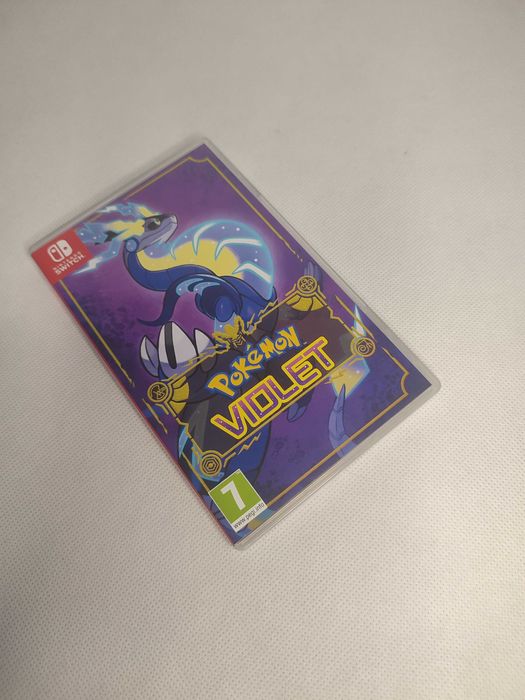 NINTENDO
SWITCH
POKÉMON
VIOLET
7
www.pegi.info